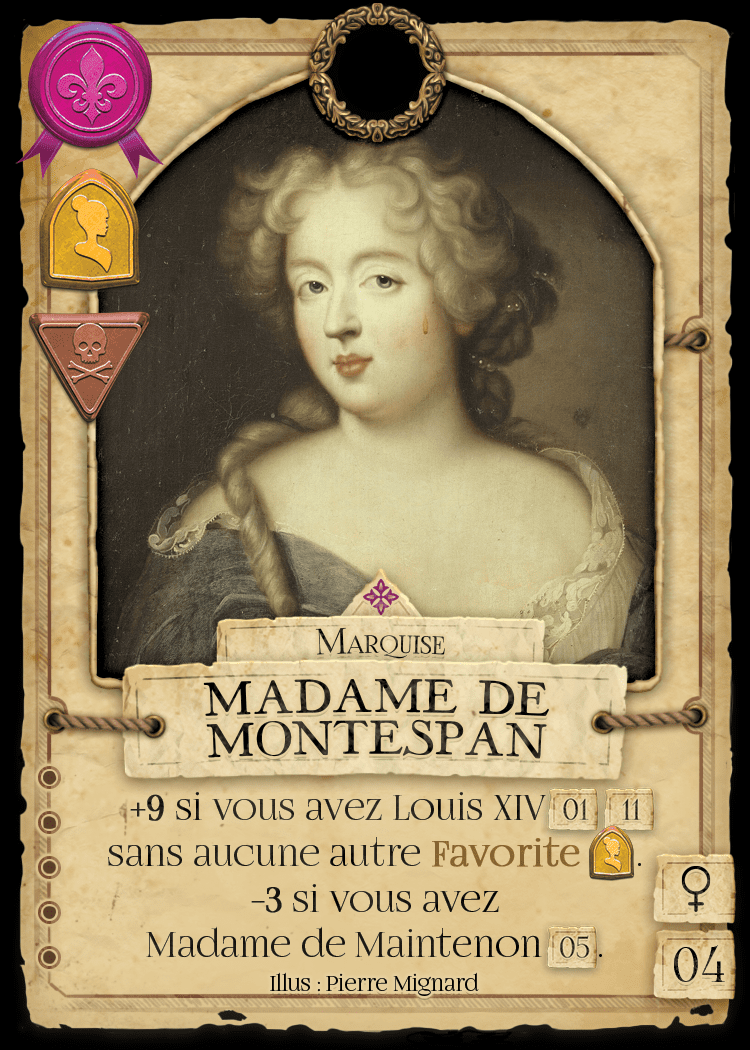 Marquise
MADAME DE
MONTESPAN
+9 si vous avez Louis XIV 01 11
sans aucune autre Favorite .
-3 si vous avez
Madame de Maintenon 05.
Illus : Pierre Mignard
♀
04